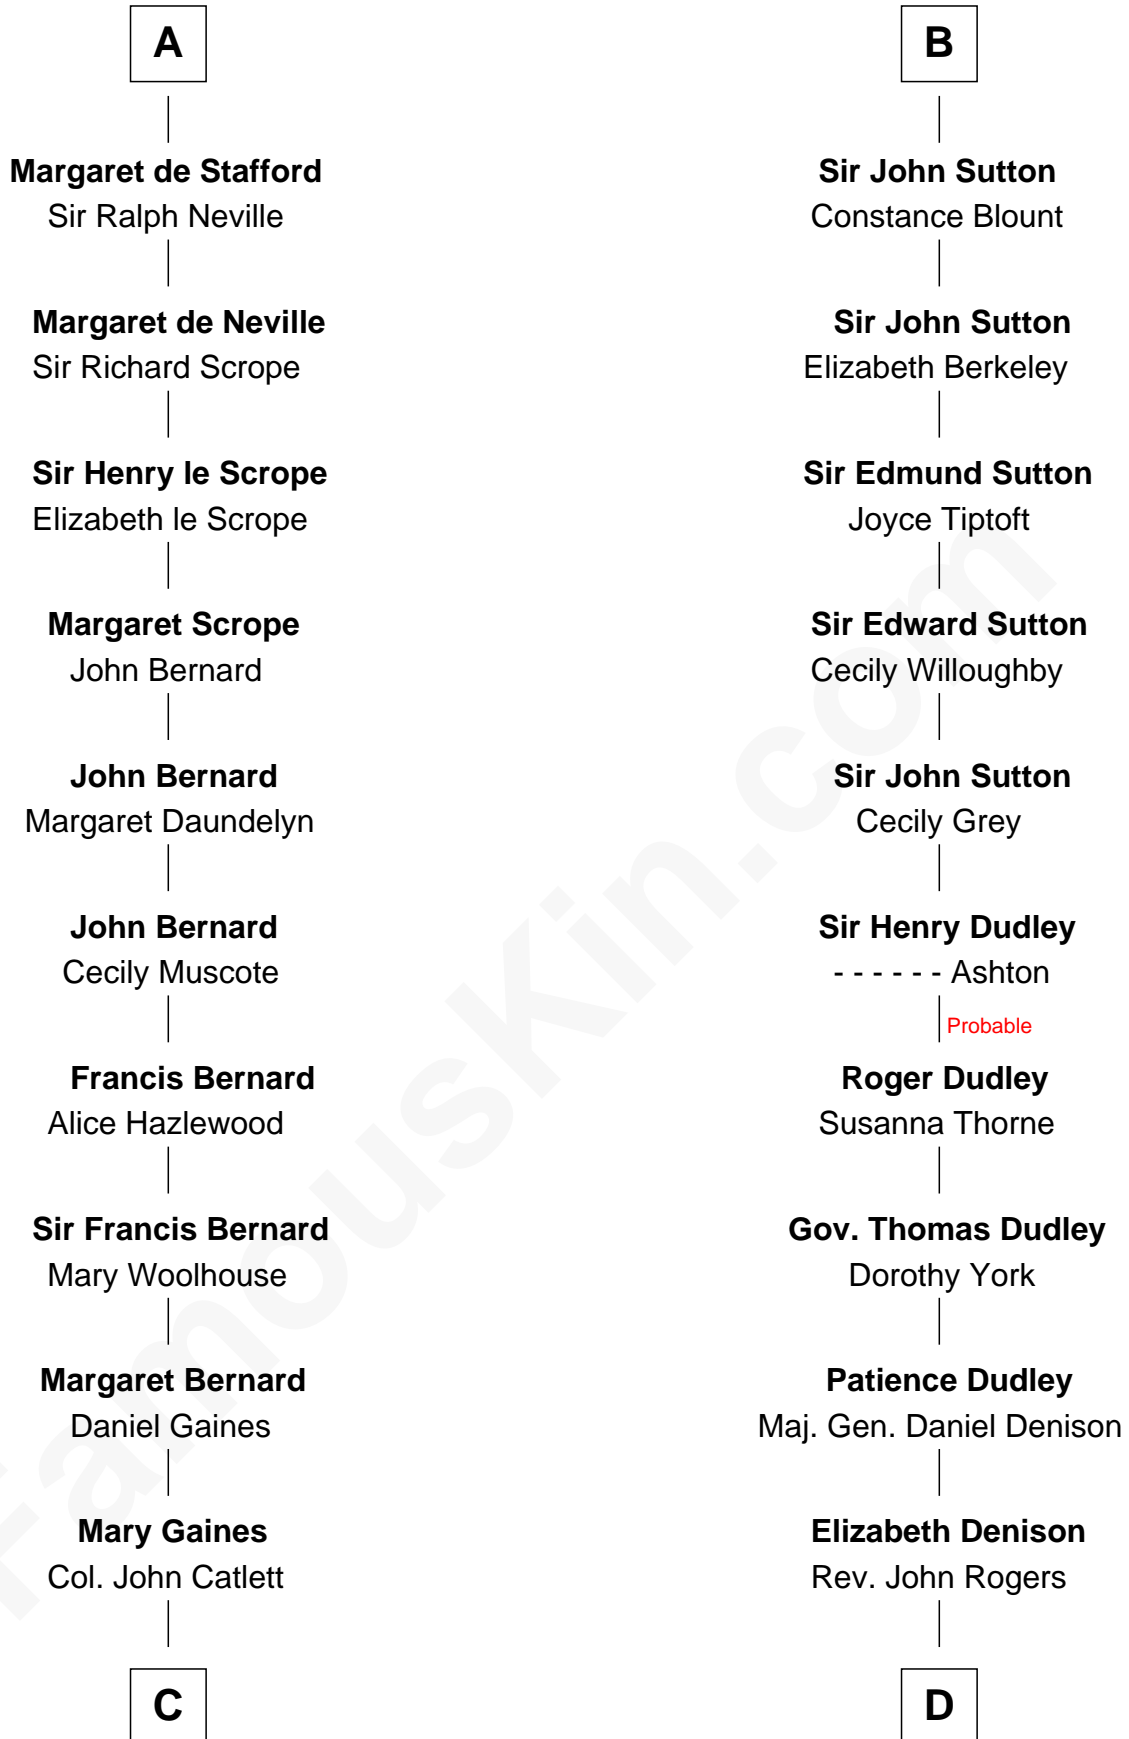 A
Margaret de Stafford
Sir Ralph Neville
Margaret de Neville
Sir Richard Scrope
Sir Henry le Scrope
Elizabeth le Scrope
Margaret Scrope
John Bernard
John Bernard
Margaret Daundelyn
John Bernard
Cecily Muscote
Francis Bernard
Alice Hazlewood
Sir Francis Bernard
Mary Woolhouse
Margaret Bernard
Daniel Gaines
Mary Gaines
Col. John Catlett
C
B
Sir John Sutton
Constance Blount
Sir John Sutton
Elizabeth Berkeley
Sir Edmund Sutton
Joyce Tiptoft
Sir Edward Sutton
Cecily Willoughby
Sir John Sutton
Cecily Grey
Sir Henry Dudley
- - - - - - Ashton
Probable
Roger Dudley
Susanna Thorne
Gov. Thomas Dudley
Dorothy York
Patience Dudley
Maj. Gen. Daniel Denison
Elizabeth Denison
Rev. John Rogers
D
FamousKin.com